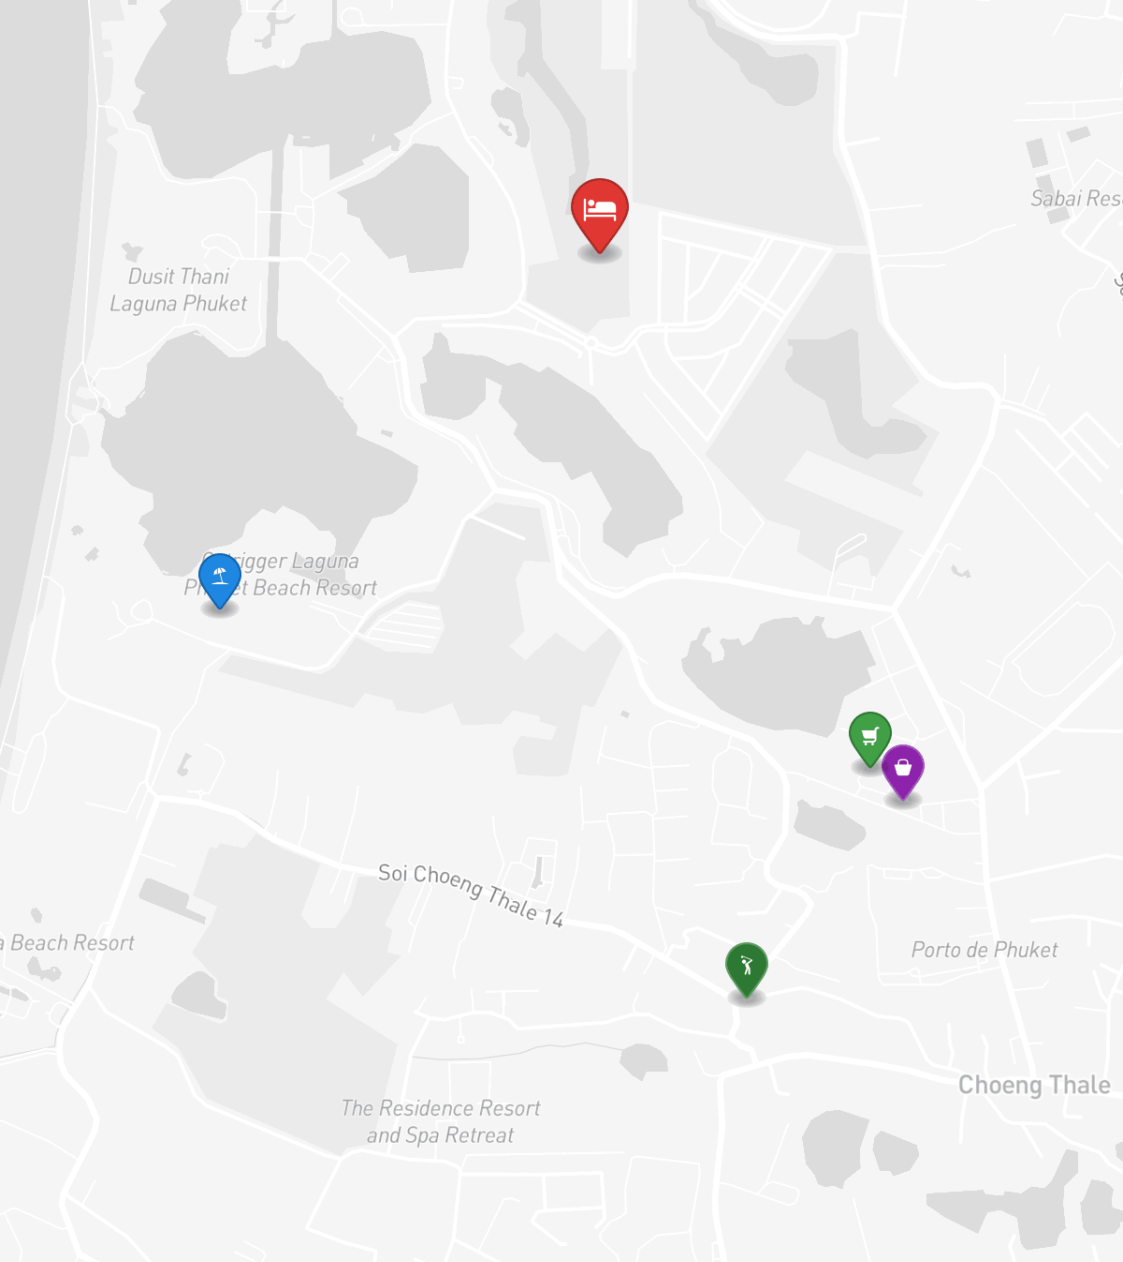 Sabai Res
Dusit Thani
Laguna Phuket
Laguna
Beach Resort
Soi Choeng Thale 14
a Beach Resort
Porto de Phuket
Choeng Thale
The Residence Resort
and Spa Retreat